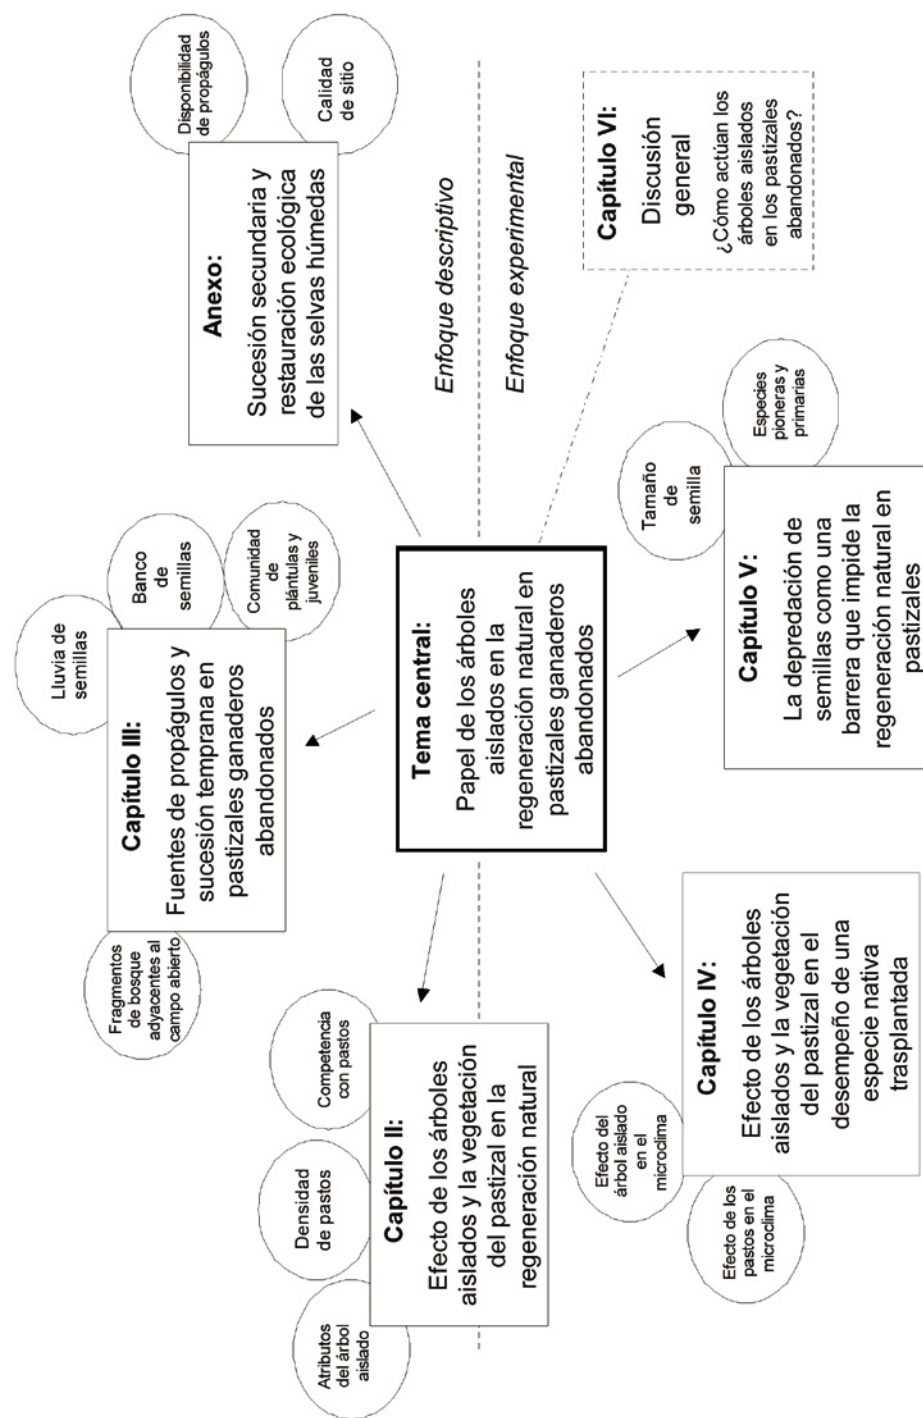 Fragmentos
de bosque
adyacentes al
campo abierto
Lluvia de
semillas
Banco
de
semillas
Comunidad
de
plántulas y
juveniles
Capítulo III:
Fuentes de propágulos y
sucesión temprana en
pastizales ganaderos
abandonados
Disponibilidad
de propágulos
Calidad
de sitio
Anexo:
Sucesión secundaria y
restauración ecológica
de las selvas húmedas
Atributos
del árbol
aislado
Densidad
de pastos
Competencia
con pastos
Capítulo II:
Efecto de los árboles
aislados y la vegetación
del pastizal en la
regeneración natural
Tema central:
Papel de los árboles
aislados en la
regeneración natural en
pastizales ganaderos
abandonados
Enfoque descriptivo
Enfoque experimental
Efecto del
árbol aislado
en el
microclima
Efecto de los
pastos en el
microclima
Capítulo IV:
Efecto de los árboles
aislados y la vegetación
del pastizal en el
desempeño de una
especie nativa
trasplantada
Tamaño
de
semilla
Especies
pioneras y
primarias
Capítulo V:
La depredación de
semillas como una
barrera que impide la
regeneración natural en
pastizales
Capítulo VI:
Discusión
general
¿Cómo actúan los
árboles aislados
en los pastizales
abandonados?